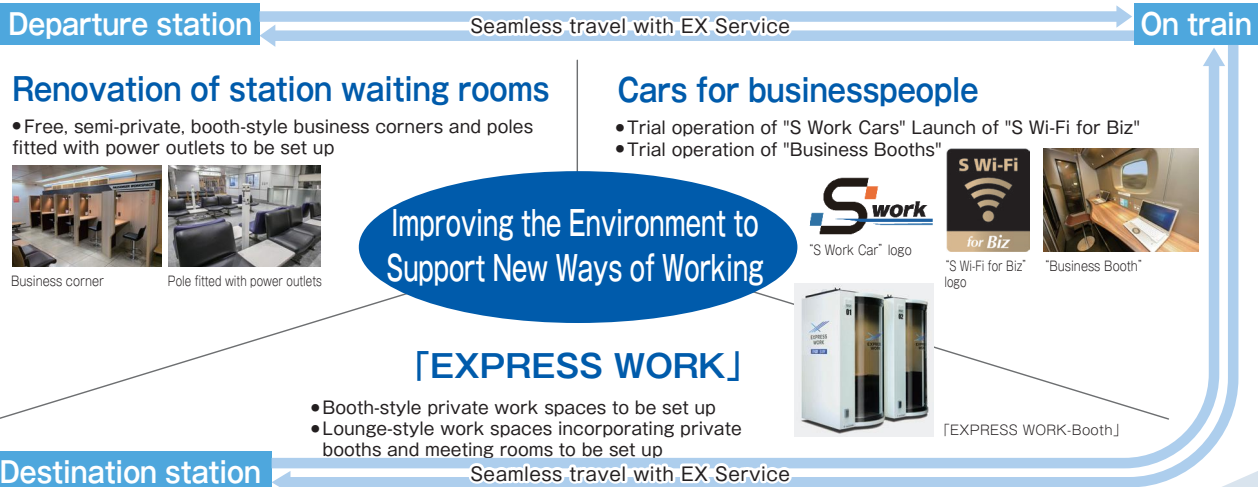 Departure station
Seamless travel with EX Service
On train
Renovation of station waiting rooms
•Free, semi-private, booth-style business corners and poles
fitted with power outlets to be set up
Business corner
Pole fitted with power outlets
Cars for businesspeople
•Trial operation of "S Work Cars" Launch of "S Wi-Fi for Biz"
•Trial operation of "Business Booths"
S work
"S Work Car" logo
S Wi-Fi
for Biz
"S Wi-Fi for Biz"
logo
"Business Booth"
Improving the Environment to
Support New Ways of Working
「EXPRESS WORK」
•Booth-style private work spaces to be set up
•Lounge-style work spaces incorporating private
booths and meeting rooms to be set up
01
EXPRESS
WORK
02
「EXPRESS WORK-Booth」
Destination station
Seamless travel with EX Service